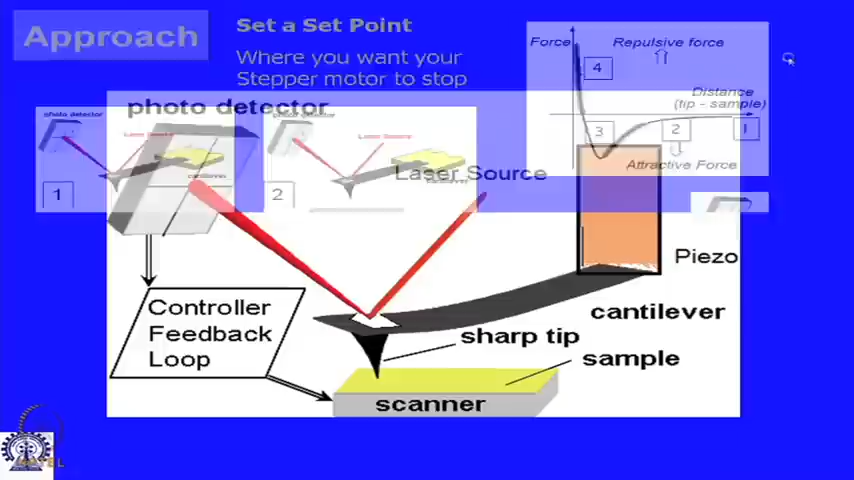 Approach
Set a Set Point
Where you want your
Stepper motor to stop
Force
Repulsive force
4
Distance
(tip - sample)
3
2
1
Attractive Force
photo detector
photo detector
Laser Source
cantilever
1
Laser Source
2
photo detector
Laser Source
Piezo
cantilever
Controller
Feedback
Loop
sharp tip
sample
scanner